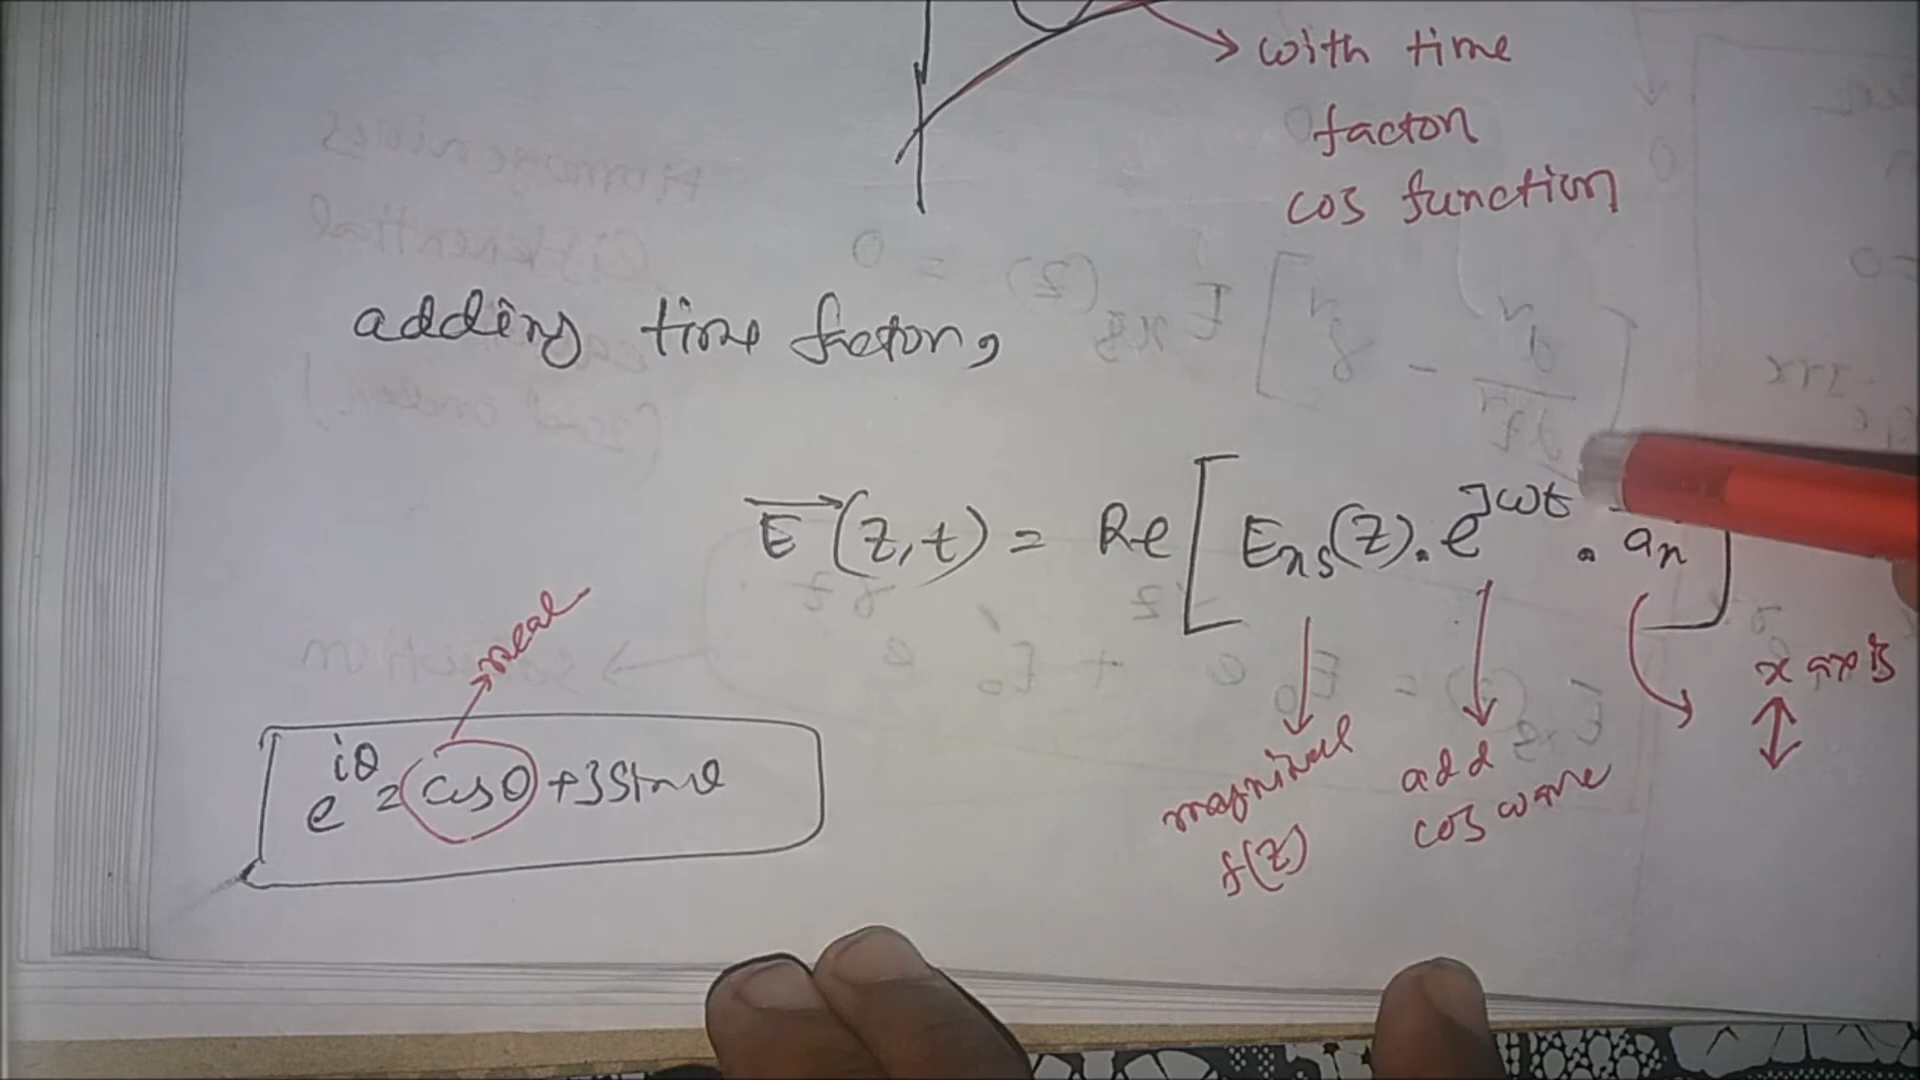 with time
factor
cos function
adding time factor,
E(z,t) = Re[Exs(z). e^jωt . ax]
real
e^iθ = cosθ + jsinθ
magnitude
f(z)
add
cos wave
x axis